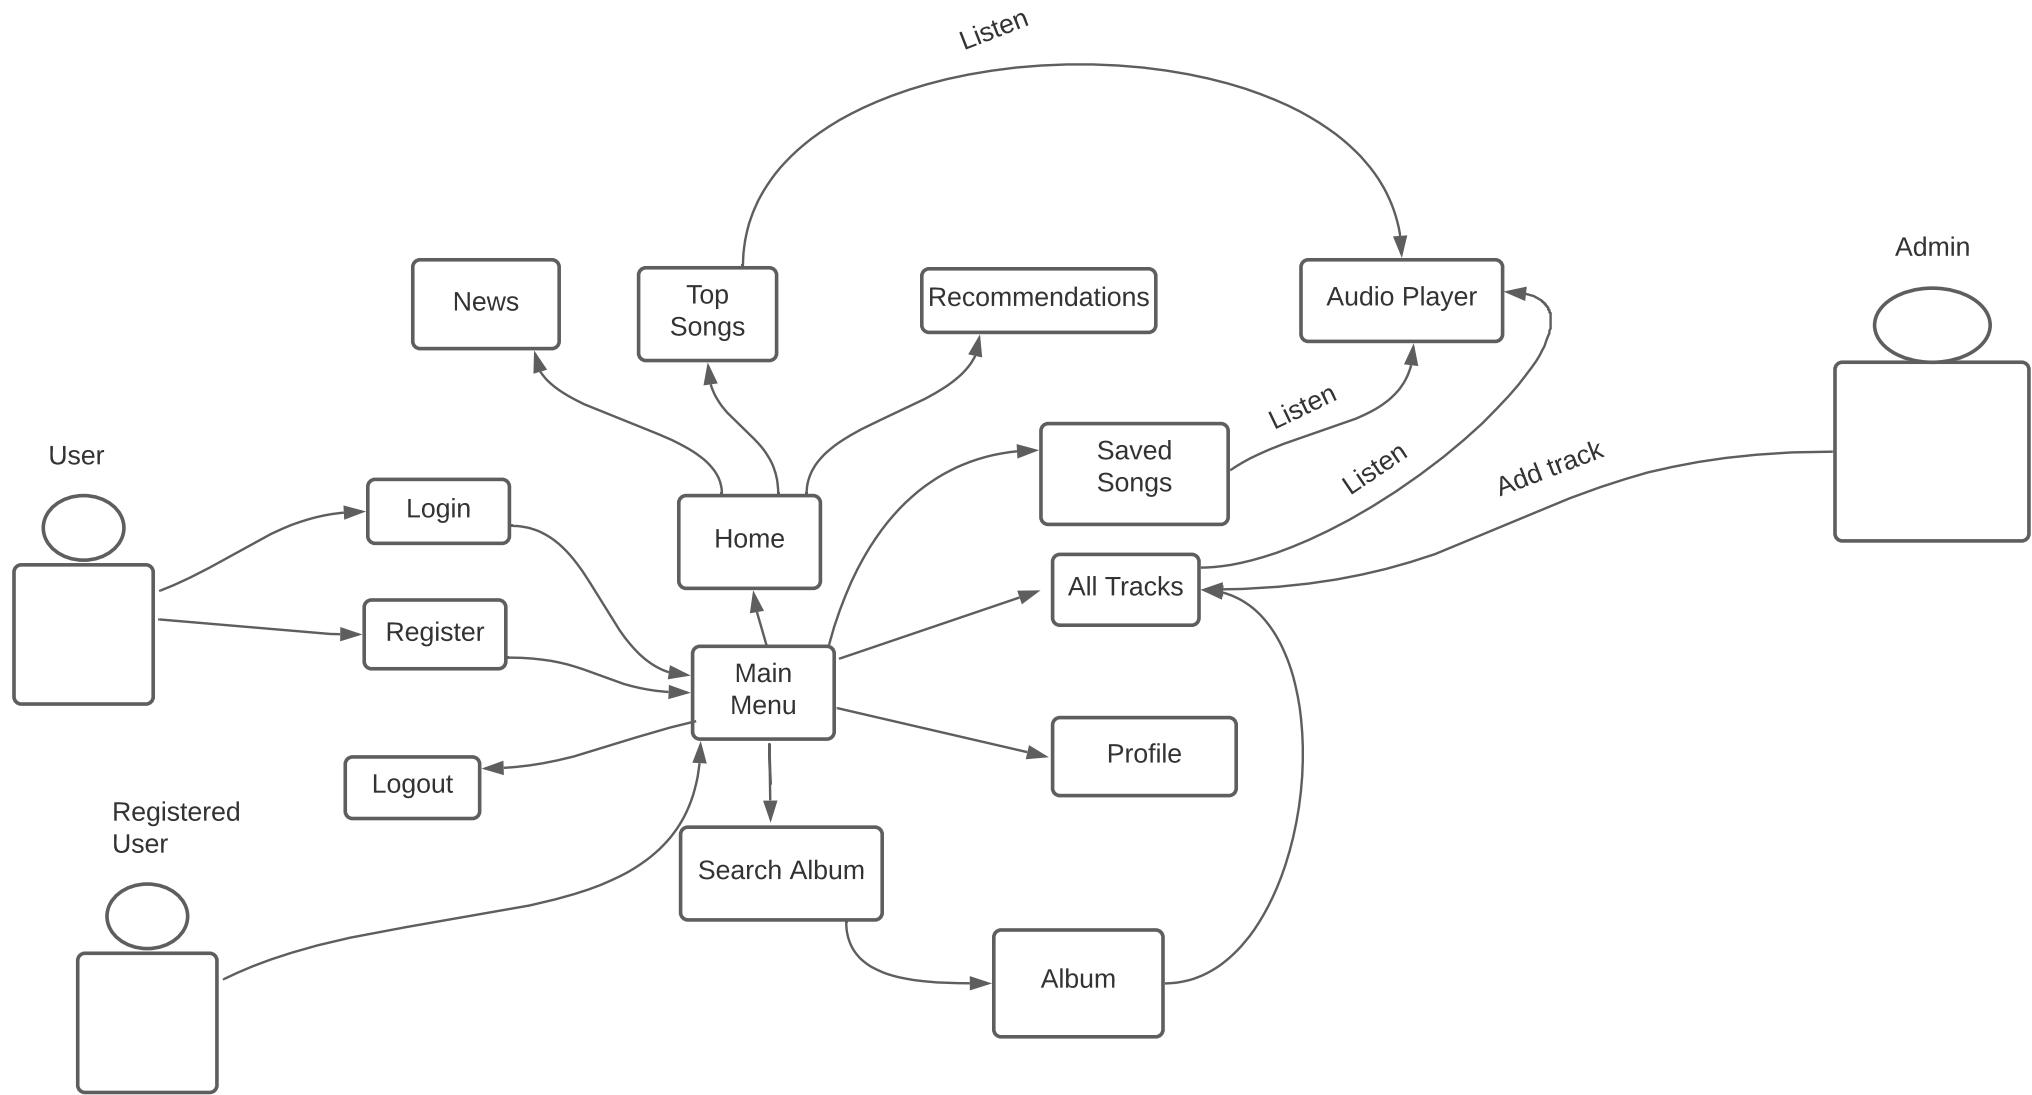 Listen
Admin
News
Top
Songs
Recommendations
Audio Player
Listen
User
Saved
Songs
Listen
Add track
Login
Home
All Tracks
Register
Main
Menu
Profile
Logout
Registered
User
Search Album
Album